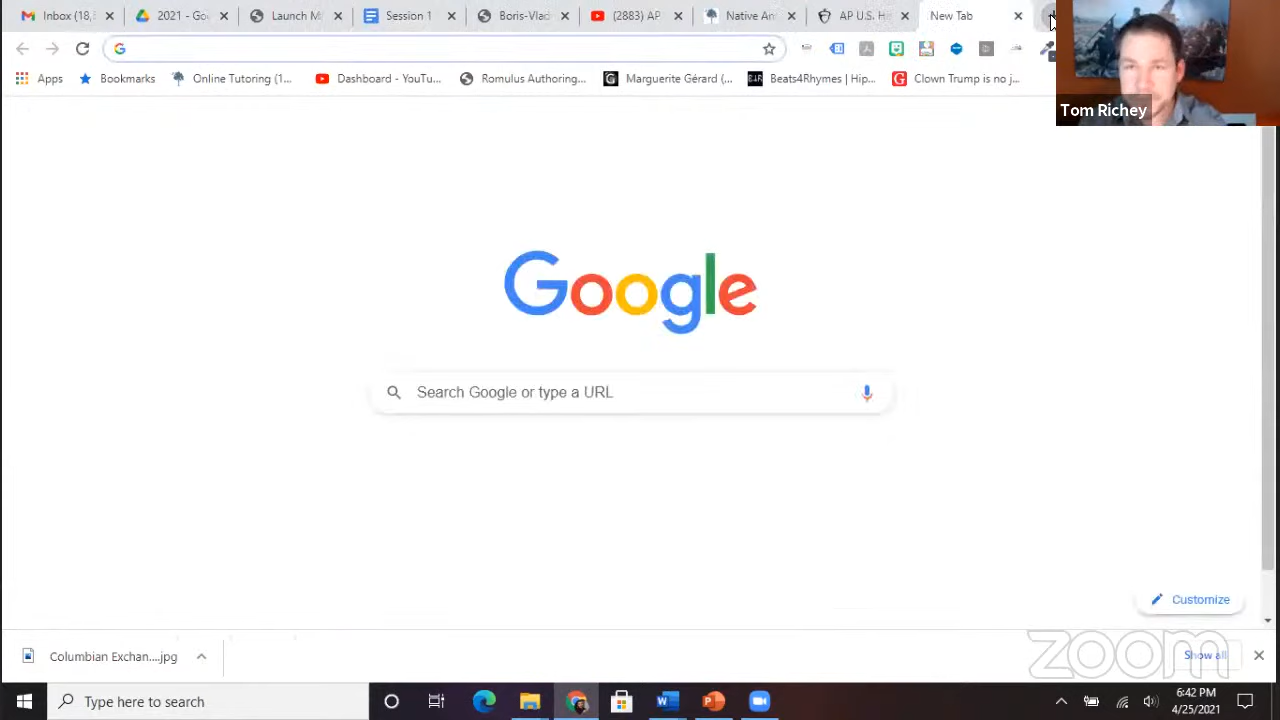 Inbox (18,
2021 - Go
Launch M
Session 1
Boris-Vlad
(2883) AP
Native Am
AP U.S. He
New Tab
Apps
Bookmarks
Online Tutoring (1...
Dashboard - YouTu...
Romulus Authoring...
Marguerite Gérard (...
Beats4Rhymes | Hip...
Clown Trump is no j...
Tom Richey
Google
Search Google or type a URL
Customize
Columbian Exchan....jpg
zoom
Show all
Type here to search
6:42 PM
4/25/2021